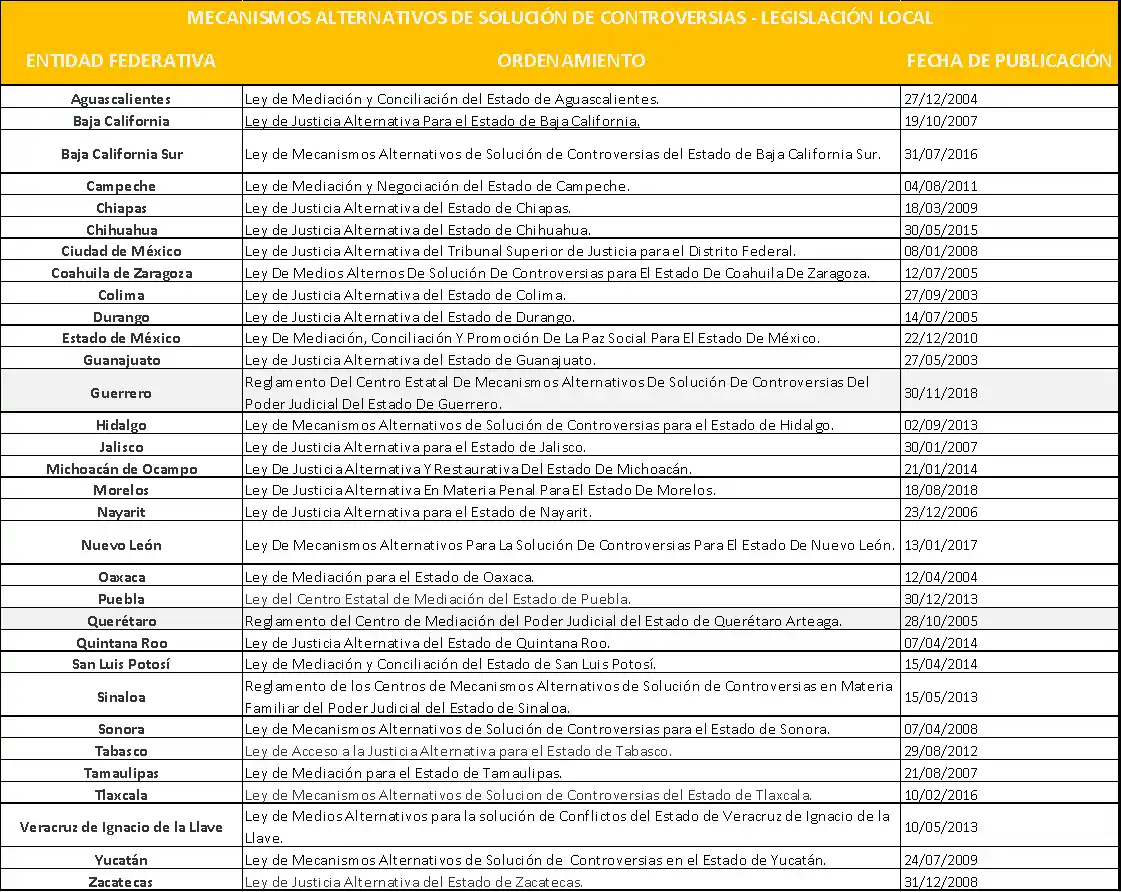 MECANISMOS ALTERNATIVOS DE SOLUCIÓN DE CONTROVERSIAS - LEGISLACIÓN LOCAL
ENTIDAD FEDERATIVA ORDENAMIENTO FECHA DE PUBLICACIÓN
Aguascalientes Ley de Mediación y Conciliación del Estado de Aguascalientes. 27/12/2004
Baja California Ley de Justicia Alternativa Para el Estado de Baja California. 19/10/2007
Baja California Sur Ley de Mecanismos Alternativos de Solución de Controversias del Estado de Baja California Sur. 31/07/2016
Campeche Ley de Mediación y Negociación del Estado de Campeche. 04/08/2011
Chiapas Ley de Justicia Alternativa del Estado de Chiapas. 18/03/2009
Chihuahua Ley de Justicia Alternativa del Estado de Chihuahua. 30/05/2015
Ciudad de México Ley de Justicia Alternativa del Tribunal Superior de Justicia para el Distrito Federal. 08/01/2008
Coahuila de Zaragoza Ley De Medios Alternos De Solución De Controversias para El Estado De Coahuila De Zaragoza. 12/07/2005
Colima Ley de Justicia Alternativa del Estado de Colima. 27/09/2003
Durango Ley de Justicia Alternativa del Estado de Durango. 14/07/2005
Estado de México Ley De Mediación, Conciliación Y Promoción De La Paz Social Para El Estado De México. 22/12/2010
Guanajuato Ley de Justicia Alternativa del Estado de Guanajuato. 27/05/2003
Guerrero Reglamento Del Centro Estatal De Mecanismos Alternativos De Solución De Controversias Del
Poder Judicial Del Estado De Guerrero. 30/11/2018
Hidalgo Ley de Mecanismos Alternativos de Solución de Controversias para el Estado de Hidalgo. 02/09/2013
Jalisco Ley de Justicia Alternativa para el Estado de Jalisco. 30/01/2007
Michoacán de Ocampo Ley De Justicia Alternativa Y Restaurativa Del Estado De Michoacán. 21/01/2014
Morelos Ley De Justicia Alternativa En Materia Penal Para El Estado De Morelos. 18/08/2018
Nayarit Ley de Justicia Alternativa para el Estado de Nayarit. 23/12/2006
Nuevo León Ley De Mecanismos Alternativos Para La Solución De Controversias Para El Estado De Nuevo León. 13/01/2017
Oaxaca Ley de Mediación para el Estado de Oaxaca. 12/04/2004
Puebla Ley del Centro Estatal de Mediación del Estado de Puebla. 30/12/2013
Querétaro Reglamento del Centro de Mediación del Poder Judicial del Estado de Querétaro Arteaga. 28/10/2005
Quintana Roo Ley de Justicia Alternativa del Estado de Quintana Roo. 07/04/2014
San Luis Potosí Ley de Mediación y Conciliación del Estado de San Luis Potosí. 15/04/2014
Sinaloa Reglamento de los Centros de Mecanismos Alternativos de Solución de Controversias en Materia
Familiar del Poder Judicial del Estado de Sinaloa. 15/05/2013
Sonora Ley de Mecanismos Alternativos de Solución de Controversias para el Estado de Sonora. 07/04/2008
Tabasco Ley de Acceso a la Justicia Alternativa para el Estado de Tabasco. 29/08/2012
Tamaulipas Ley de Mediación para el Estado de Tamaulipas. 21/08/2007
Tlaxcala Ley de Mecanismos Alternativos de Solucion de Controversias del Estado de Tlaxcala. 10/02/2016
Veracruz de Ignacio de la Llave Ley de Medios Alternativos para la solución de Conflictos del Estado de Veracruz de Ignacio de la
Llave. 10/05/2013
Yucatán Ley de Mecanismos Alternativos de Solución de Controversias en el Estado de Yucatán. 24/07/2009
Zacatecas Ley de Justicia Alternativa del Estado de Zacatecas. 31/12/2008